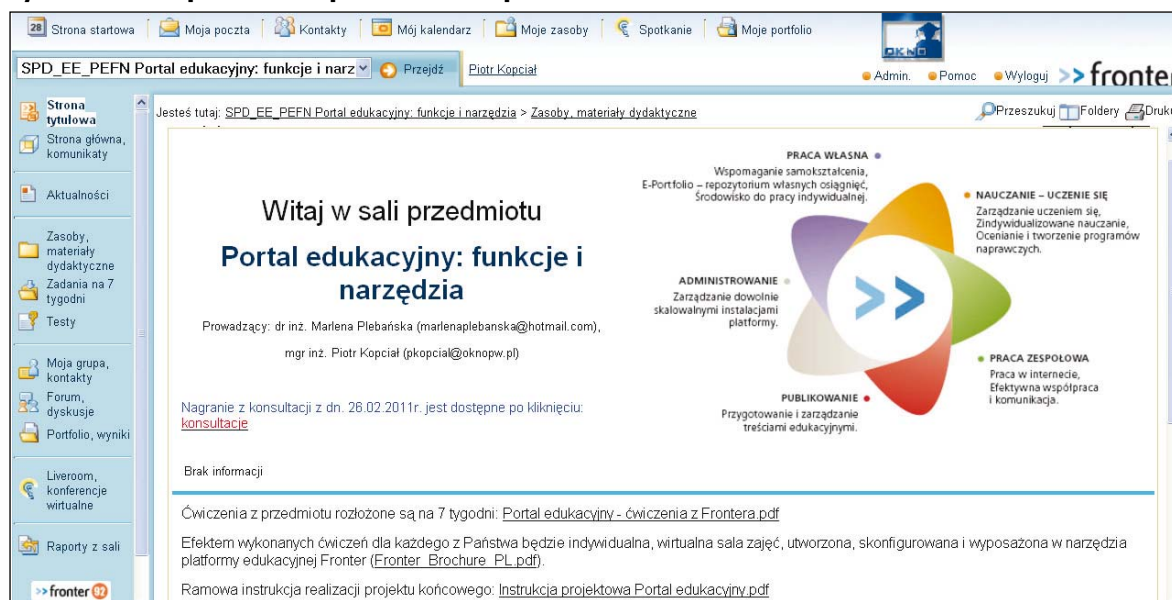 28 Strona startowa Moja poczta Kontakty Mój kalendarz Moje zasoby Spotkanie Moje portfolio
OKNO
SPD_EE_PEFN Portal edukacyjny: funkcje i narz Przejdź Piotr Kopciał
Admin. Pomoc Wyloguj >> fronte
Strona
tytułowa
Strona główna,
komunikaty
Aktualności
Zasoby,
materiały
dydaktyczne
Zadania na 7
tygodni
Testy
Moja grupa,
kontakty
Forum,
dyskusje
Portfolio, wyniki
Liveroom,
konferencje
wirtualne
Raporty z sali
>> fronter 92
Jesteś tutaj: SPD_EE_PEFN Portal edukacyjny: funkcje i narzędzia > Zasoby, materiały dydaktyczne
Przeszukuj Foldery Druku
Witaj w sali przedmiotu
Portal edukacyjny: funkcje i
narzędzia
Prowadzący: dr inż. Marlena Plebańska (marlenaplebanska@hotmail.com),
mgr inż. Piotr Kopciał (pkopcial@oknopw.pl)
Nagranie z konsultacji z dn. 26.02.2011r. jest dostępne po kliknięciu:
konsultacje
Brak informacji
PRACA WŁASNA
Wspomaganie samokształcenia,
E-Portfolio – repozytorium własnych osiągnięć,
Środowisko do pracy indywidualnej.
NAUCZANIE – UCZENIE SIĘ
Zarządzanie uczeniem się,
Zindywidualizowane nauczanie,
Ocenianie i tworzenie programów
naprawczych.
ADMINISTROWANIE
Zarządzanie dowolnie
skalowalnymi instalacjami
platformy.
>>
PRACA ZESPOŁOWA
Praca w internecie,
Efektywna współpraca
i komunikacja.
PUBLIKOWANIE
Przygotowanie i zarządzanie
treściami edukacyjnymi.
Ćwiczenia z przedmiotu rozłożone są na 7 tygodni: Portal edukacyjny - ćwiczenia z Frontera.pdf
Efektem wykonanych ćwiczeń dla każdego z Państwa będzie indywidualna, wirtualna sala zajęć, utworzona, skonfigurowana i wyposażona w narzędzia
platformy edukacyjnej Fronter (Fronter_Brochure_PL.pdf).
Ramowa instrukcja realizacji projektu końcowego: Instrukcja projektowa Portal edukacyjny.pdf